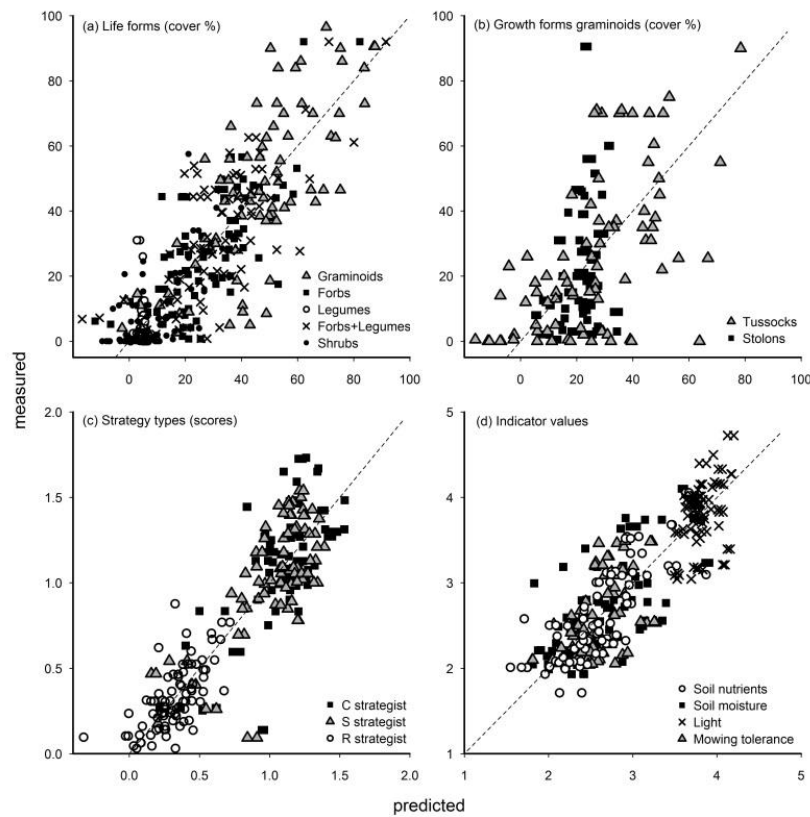 (a) Life forms (cover %)
100
80
60
40
20
0
0 20 40 60 80 100
Graminoids
Forbs
Legumes
Forbs+Legumes
Shrubs
(b) Growth forms graminoids (cover %)
100
80
60
40
20
0
0 20 40 60 80 100
Tussocks
Stolons
measured
(c) Strategy types (scores)
2.0
1.5
1.0
0.5
0.0
0.0 0.5 1.0 1.5 2.0
C strategist
S strategist
R strategist
(d) Indicator values
5
4
3
2
1
1 2 3 4 5
Soil nutrients
Soil moisture
Light
Mowing tolerance
predicted